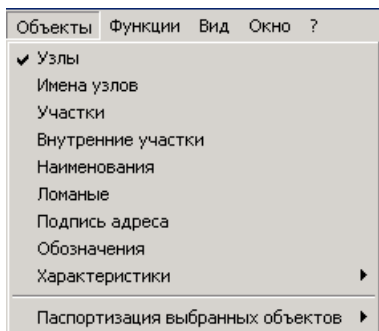 Объекты Функции Вид Окно ?
Узлы
Имена узлов
Участки
Внутренние участки
Наименования
Ломаные
Подпись адреса
Обозначения
Характеристики
Паспортизация выбранных объектов